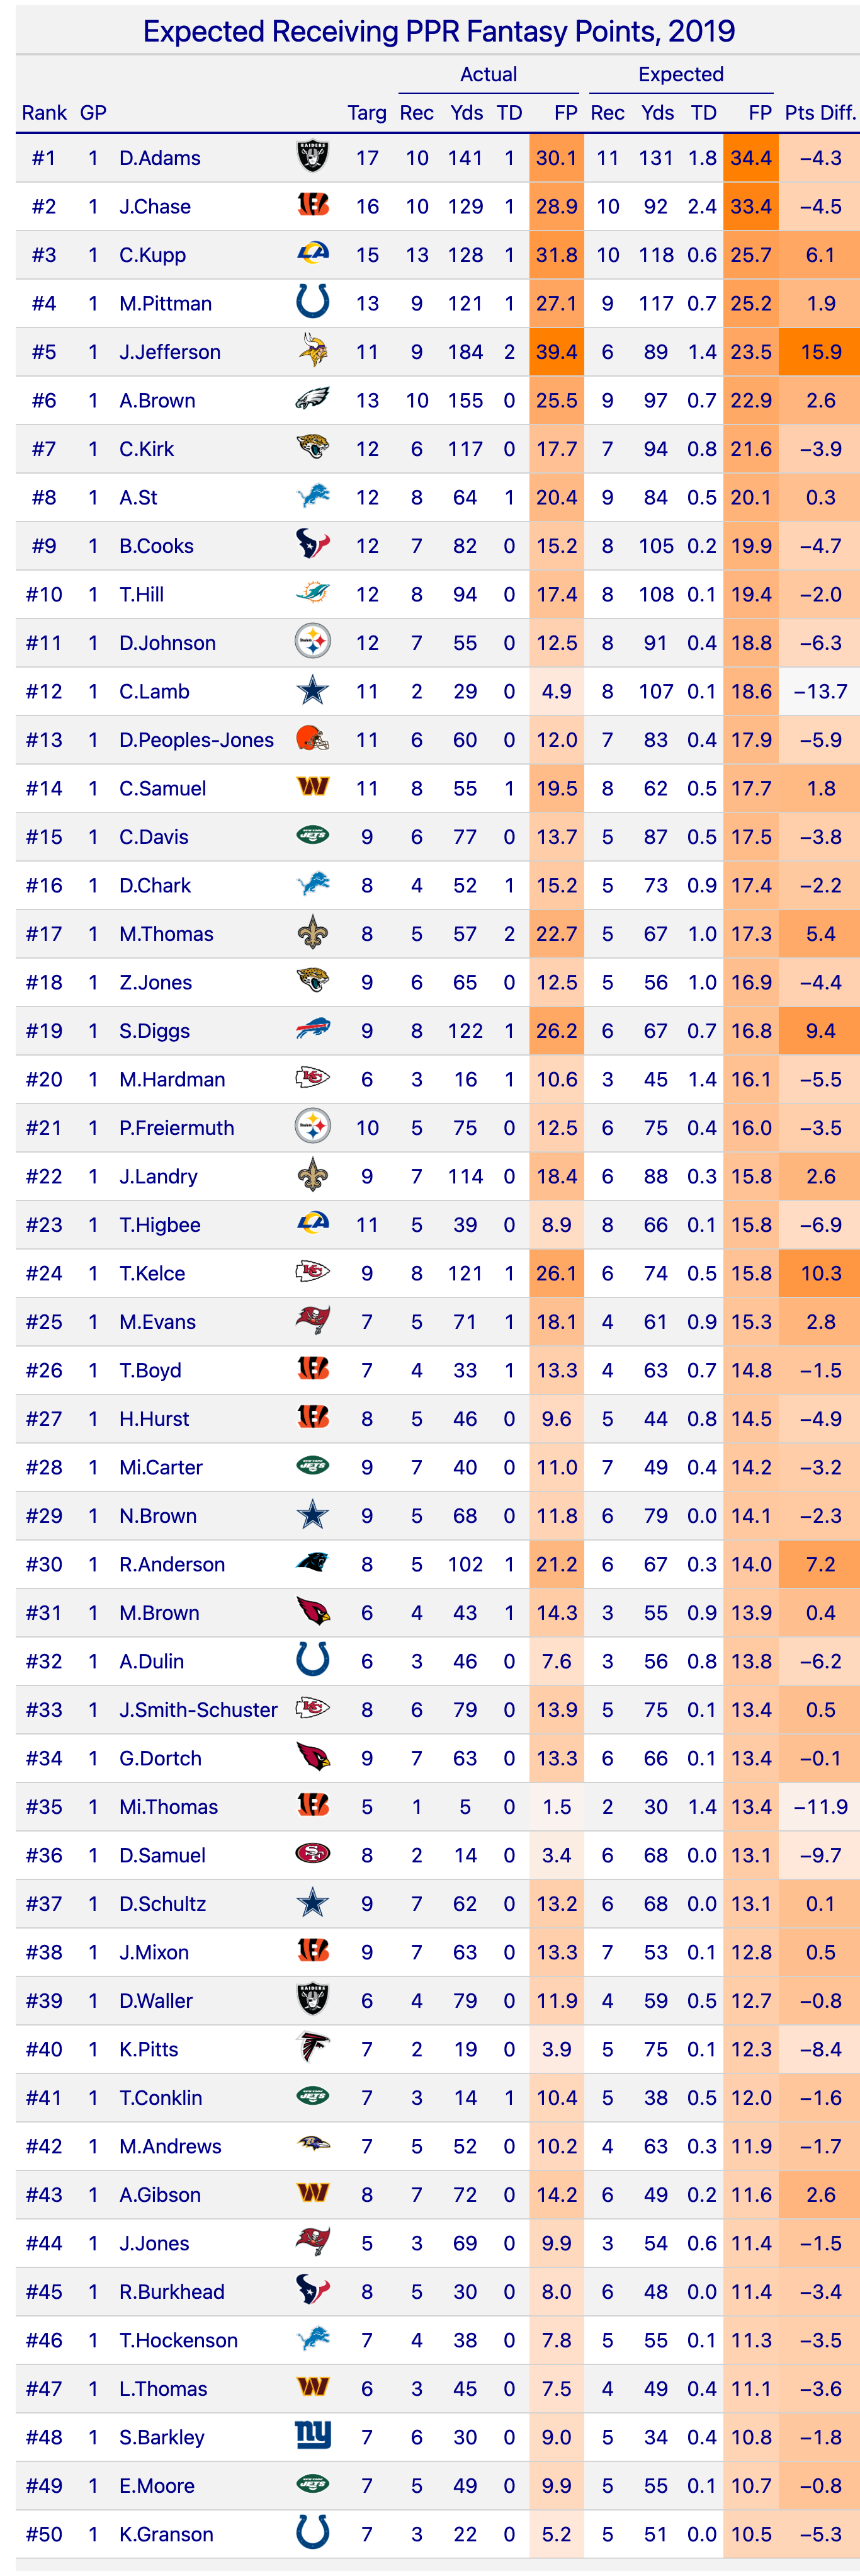 Expected Receiving PPR Fantasy Points, 2019
Actual Expected
Rank GP Targ Rec Yds TD FP Rec Yds TD FP Pts Diff.
#1 1 D.Adams RAIDERS 17 10 141 1 30.1 11 131 1.8 34.4 −4.3
#2 1 J.Chase 16 10 129 1 28.9 10 92 2.4 33.4 −4.5
#3 1 C.Kupp LA 15 13 128 1 31.8 10 118 0.6 25.7 6.1
#4 1 M.Pittman 13 9 121 1 27.1 9 117 0.7 25.2 1.9
#5 1 J.Jefferson 11 9 184 2 39.4 6 89 1.4 23.5 15.9
#6 1 A.Brown 13 10 155 0 25.5 9 97 0.7 22.9 2.6
#7 1 C.Kirk 12 6 117 0 17.7 7 94 0.8 21.6 −3.9
#8 1 A.St 12 8 64 1 20.4 9 84 0.5 20.1 0.3
#9 1 B.Cooks 12 7 82 0 15.2 8 105 0.2 19.9 −4.7
#10 1 T.Hill 12 8 94 0 17.4 8 108 0.1 19.4 −2.0
#11 1 D.Johnson Steelers 12 7 55 0 12.5 8 91 0.4 18.8 −6.3
#12 1 C.Lamb 11 2 29 0 4.9 8 107 0.1 18.6 −13.7
#13 1 D.Peoples-Jones 11 6 60 0 12.0 7 83 0.4 17.9 −5.9
#14 1 C.Samuel W 11 8 55 1 19.5 8 62 0.5 17.7 1.8
#15 1 C.Davis JETS 9 6 77 0 13.7 5 87 0.5 17.5 −3.8
#16 1 D.Chark 8 4 52 1 15.2 5 73 0.9 17.4 −2.2
#17 1 M.Thomas 8 5 57 2 22.7 5 67 1.0 17.3 5.4
#18 1 Z.Jones 9 6 65 0 12.5 5 56 1.0 16.9 −4.4
#19 1 S.Diggs 9 8 122 1 26.2 6 67 0.7 16.8 9.4
#20 1 M.Hardman KC 6 3 16 1 10.6 3 45 1.4 16.1 −5.5
#21 1 P.Freiermuth Steelers 10 5 75 0 12.5 6 75 0.4 16.0 −3.5
#22 1 J.Landry 9 7 114 0 18.4 6 88 0.3 15.8 2.6
#23 1 T.Higbee LA 11 5 39 0 8.9 8 66 0.1 15.8 −6.9
#24 1 T.Kelce KC 9 8 121 1 26.1 6 74 0.5 15.8 10.3
#25 1 M.Evans 7 5 71 1 18.1 4 61 0.9 15.3 2.8
#26 1 T.Boyd 7 4 33 1 13.3 4 63 0.7 14.8 −1.5
#27 1 H.Hurst 8 5 46 0 9.6 5 44 0.8 14.5 −4.9
#28 1 Mi.Carter JETS 9 7 40 0 11.0 7 49 0.4 14.2 −3.2
#29 1 N.Brown 9 5 68 0 11.8 6 79 0.0 14.1 −2.3
#30 1 R.Anderson 8 5 102 1 21.2 6 67 0.3 14.0 7.2
#31 1 M.Brown 6 4 43 1 14.3 3 55 0.9 13.9 0.4
#32 1 A.Dulin 6 3 46 0 7.6 3 56 0.8 13.8 −6.2
#33 1 J.Smith-Schuster KC 8 6 79 0 13.9 5 75 0.1 13.4 0.5
#34 1 G.Dortch 9 7 63 0 13.3 6 66 0.1 13.4 −0.1
#35 1 Mi.Thomas 5 1 5 0 1.5 2 30 1.4 13.4 −11.9
#36 1 D.Samuel SF 8 2 14 0 3.4 6 68 0.0 13.1 −9.7
#37 1 D.Schultz 9 7 62 0 13.2 6 68 0.0 13.1 0.1
#38 1 J.Mixon 9 7 63 0 13.3 7 53 0.1 12.8 0.5
#39 1 D.Waller RAIDERS 6 4 79 0 11.9 4 59 0.5 12.7 −0.8
#40 1 K.Pitts 7 2 19 0 3.9 5 75 0.1 12.3 −8.4
#41 1 T.Conklin JETS 7 3 14 1 10.4 5 38 0.5 12.0 −1.6
#42 1 M.Andrews 7 5 52 0 10.2 4 63 0.3 11.9 −1.7
#43 1 A.Gibson W 8 7 72 0 14.2 6 49 0.2 11.6 2.6
#44 1 J.Jones 5 3 69 0 9.9 3 54 0.6 11.4 −1.5
#45 1 R.Burkhead 8 5 30 0 8.0 6 48 0.0 11.4 −3.4
#46 1 T.Hockenson 7 4 38 0 7.8 5 55 0.1 11.3 −3.5
#47 1 L.Thomas W 6 3 45 0 7.5 4 49 0.4 11.1 −3.6
#48 1 S.Barkley ny 7 6 30 0 9.0 5 34 0.4 10.8 −1.8
#49 1 E.Moore JETS 7 5 49 0 9.9 5 55 0.1 10.7 −0.8
#50 1 K.Granson 7 3 22 0 5.2 5 51 0.0 10.5 −5.3